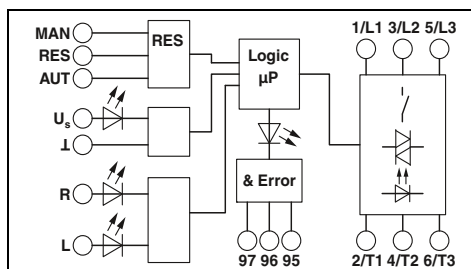 MAN
RES
AUT
RES
Us
⊥
R
L
Logic
µP
& Error
97 96 95
1/L1 3/L2 5/L3
2/T1 4/T2 6/T3